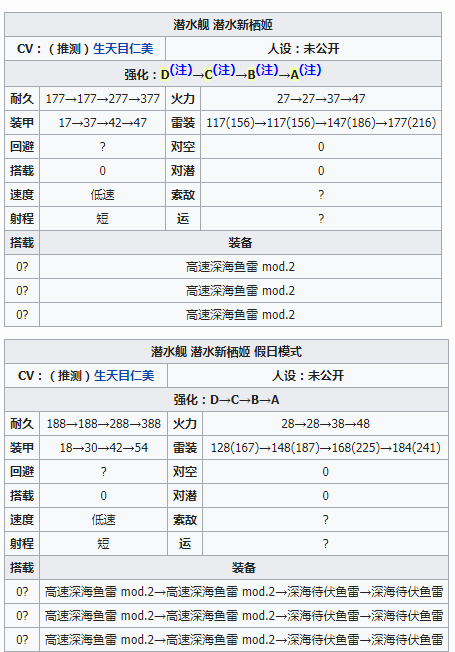 潜水舰 潜水新栖姬
CV：（推测）生天目仁美 人设：未公开
强化：D(注)→C(注)→B(注)→A(注)
耐久 177→177→277→377 火力 27→27→37→47
装甲 17→37→42→47 雷装 117(156)→117(156)→147(186)→177(216)
回避 ? 对空 0
搭载 0 对潜 0
速度 低速 索敌 ?
射程 短 运 ?
搭载 装备
0? 高速深海鱼雷 mod.2
0? 高速深海鱼雷 mod.2
0? 高速深海鱼雷 mod.2
潜水舰 潜水新栖姬 假日模式
CV：（推测）生天目仁美 人设：未公开
强化：D→C→B→A
耐久 188→188→288→388 火力 28→28→38→48
装甲 18→30→42→54 雷装 128(167)→148(187)→168(225)→184(241)
回避 ? 对空 0
搭载 0 对潜 0
速度 低速 索敌 ?
射程 短 运 ?
搭载 装备
0? 高速深海鱼雷 mod.2→高速深海鱼雷 mod.2→深海待伏鱼雷→深海待伏鱼雷
0? 高速深海鱼雷 mod.2→高速深海鱼雷 mod.2→深海待伏鱼雷→深海待伏鱼雷
0? 高速深海鱼雷 mod.2→高速深海鱼雷 mod.2→深海待伏鱼雷→深海待伏鱼雷